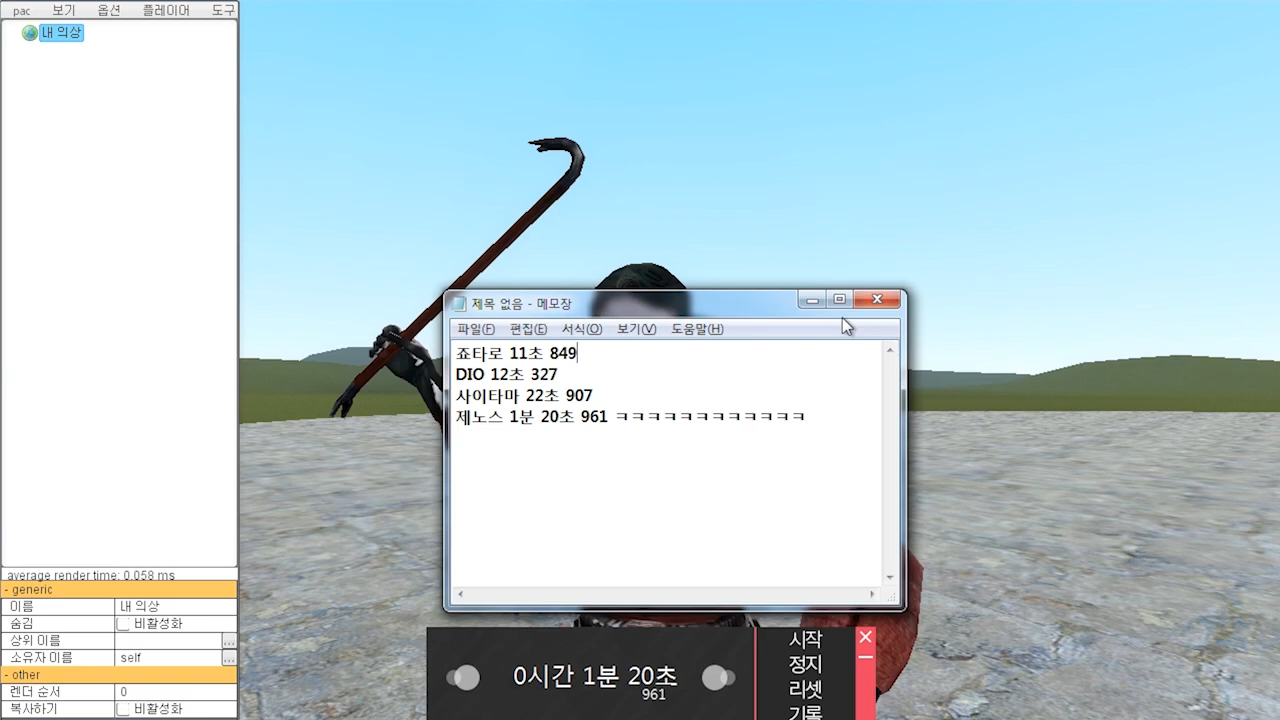 pac 보기 옵션 플레이어 도구
내 의상
제목 없음 - 메모장
파일(F) 편집(E) 서식(O) 보기(V) 도움말(H)
죠타로 11초 849
DIO 12초 327
사이타마 22초 907
제노스 1분 20초 961 ㅋㅋㅋㅋㅋㅋㅋㅋㅋㅋㅋㅋ
average render time: 0.058 ms
- generic
이름 내 의상
숨김 비활성화
상위 이름 ...
소유자 이름 self ...
- other
렌더 순서 0
복사하기 비활성화
0시간 1분 20초
961
시작
정지
리셋
기록